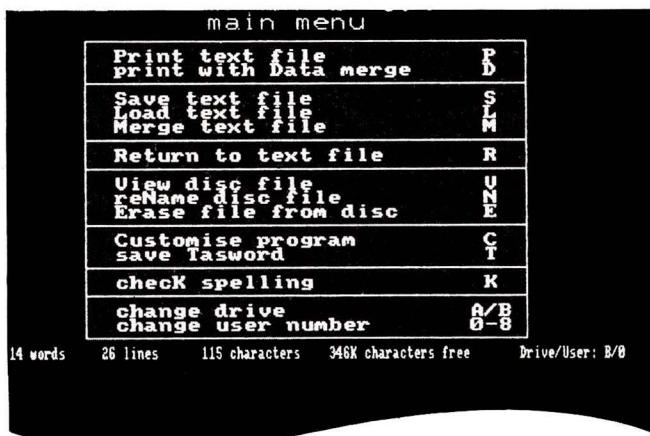 main menu
Print text file P
print with Data merge D
Save text file S
Load text file L
Merge text file M
Return to text file R
View disc file V
reName disc file N
Erase file from disc E
Customise program C
save Tasword T
checK spelling K
change drive A/B
change user number 0-8
14 words 26 lines 115 characters 346K characters free Drive/User: B/0